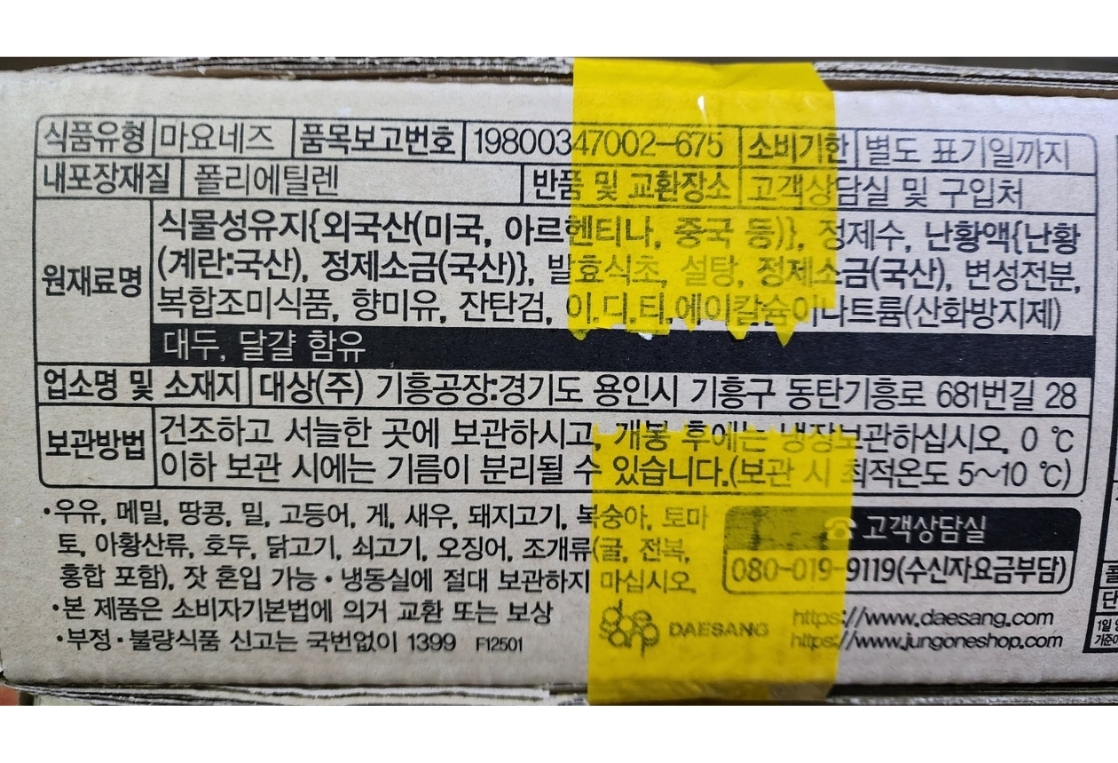 식품유형 마요네즈 품목보고번호 19800347002-675 소비기한 별도 표기일까지
내포장재질 폴리에틸렌 반품 및 교환장소 고객상담실 및 구입처
원재료명 식물성유지{외국산(미국, 아르헨티나, 중국 등)}, 정제수, 난황액{난황
(계란:국산), 정제소금(국산)}, 발효식초, 설탕, 정제소금(국산), 변성전분,
복합조미식품, 향미유, 잔탄검, 이.디.티.에이칼슘이나트륨(산화방지제)
대두, 달걀 함유
업소명 및 소재지 대상(주) 기흥공장:경기도 용인시 기흥구 동탄기흥로 681번길 28
보관방법 건조하고 서늘한 곳에 보관하시고, 개봉 후에는 냉장보관하십시오. 0 ℃
이하 보관 시에는 기름이 분리될 수 있습니다.(보관 시 최적온도 5~10 ℃)
•우유, 메밀, 땅콩, 밀, 고등어, 게, 새우, 돼지고기, 복숭아, 토마
토, 아황산류, 호두, 닭고기, 쇠고기, 오징어, 조개류(굴, 전복,
홍합 포함), 잣 혼입 가능 • 냉동실에 절대 보관하지 마십시오.
•본 제품은 소비자기본법에 의거 교환 또는 보상
•부정·불량식품 신고는 국번없이 1399 F12501
☎ 고객상담실
080-019-9119(수신자요금부담)
DAESANG
https://www.daesang.com
https://www.jungoneshop.com